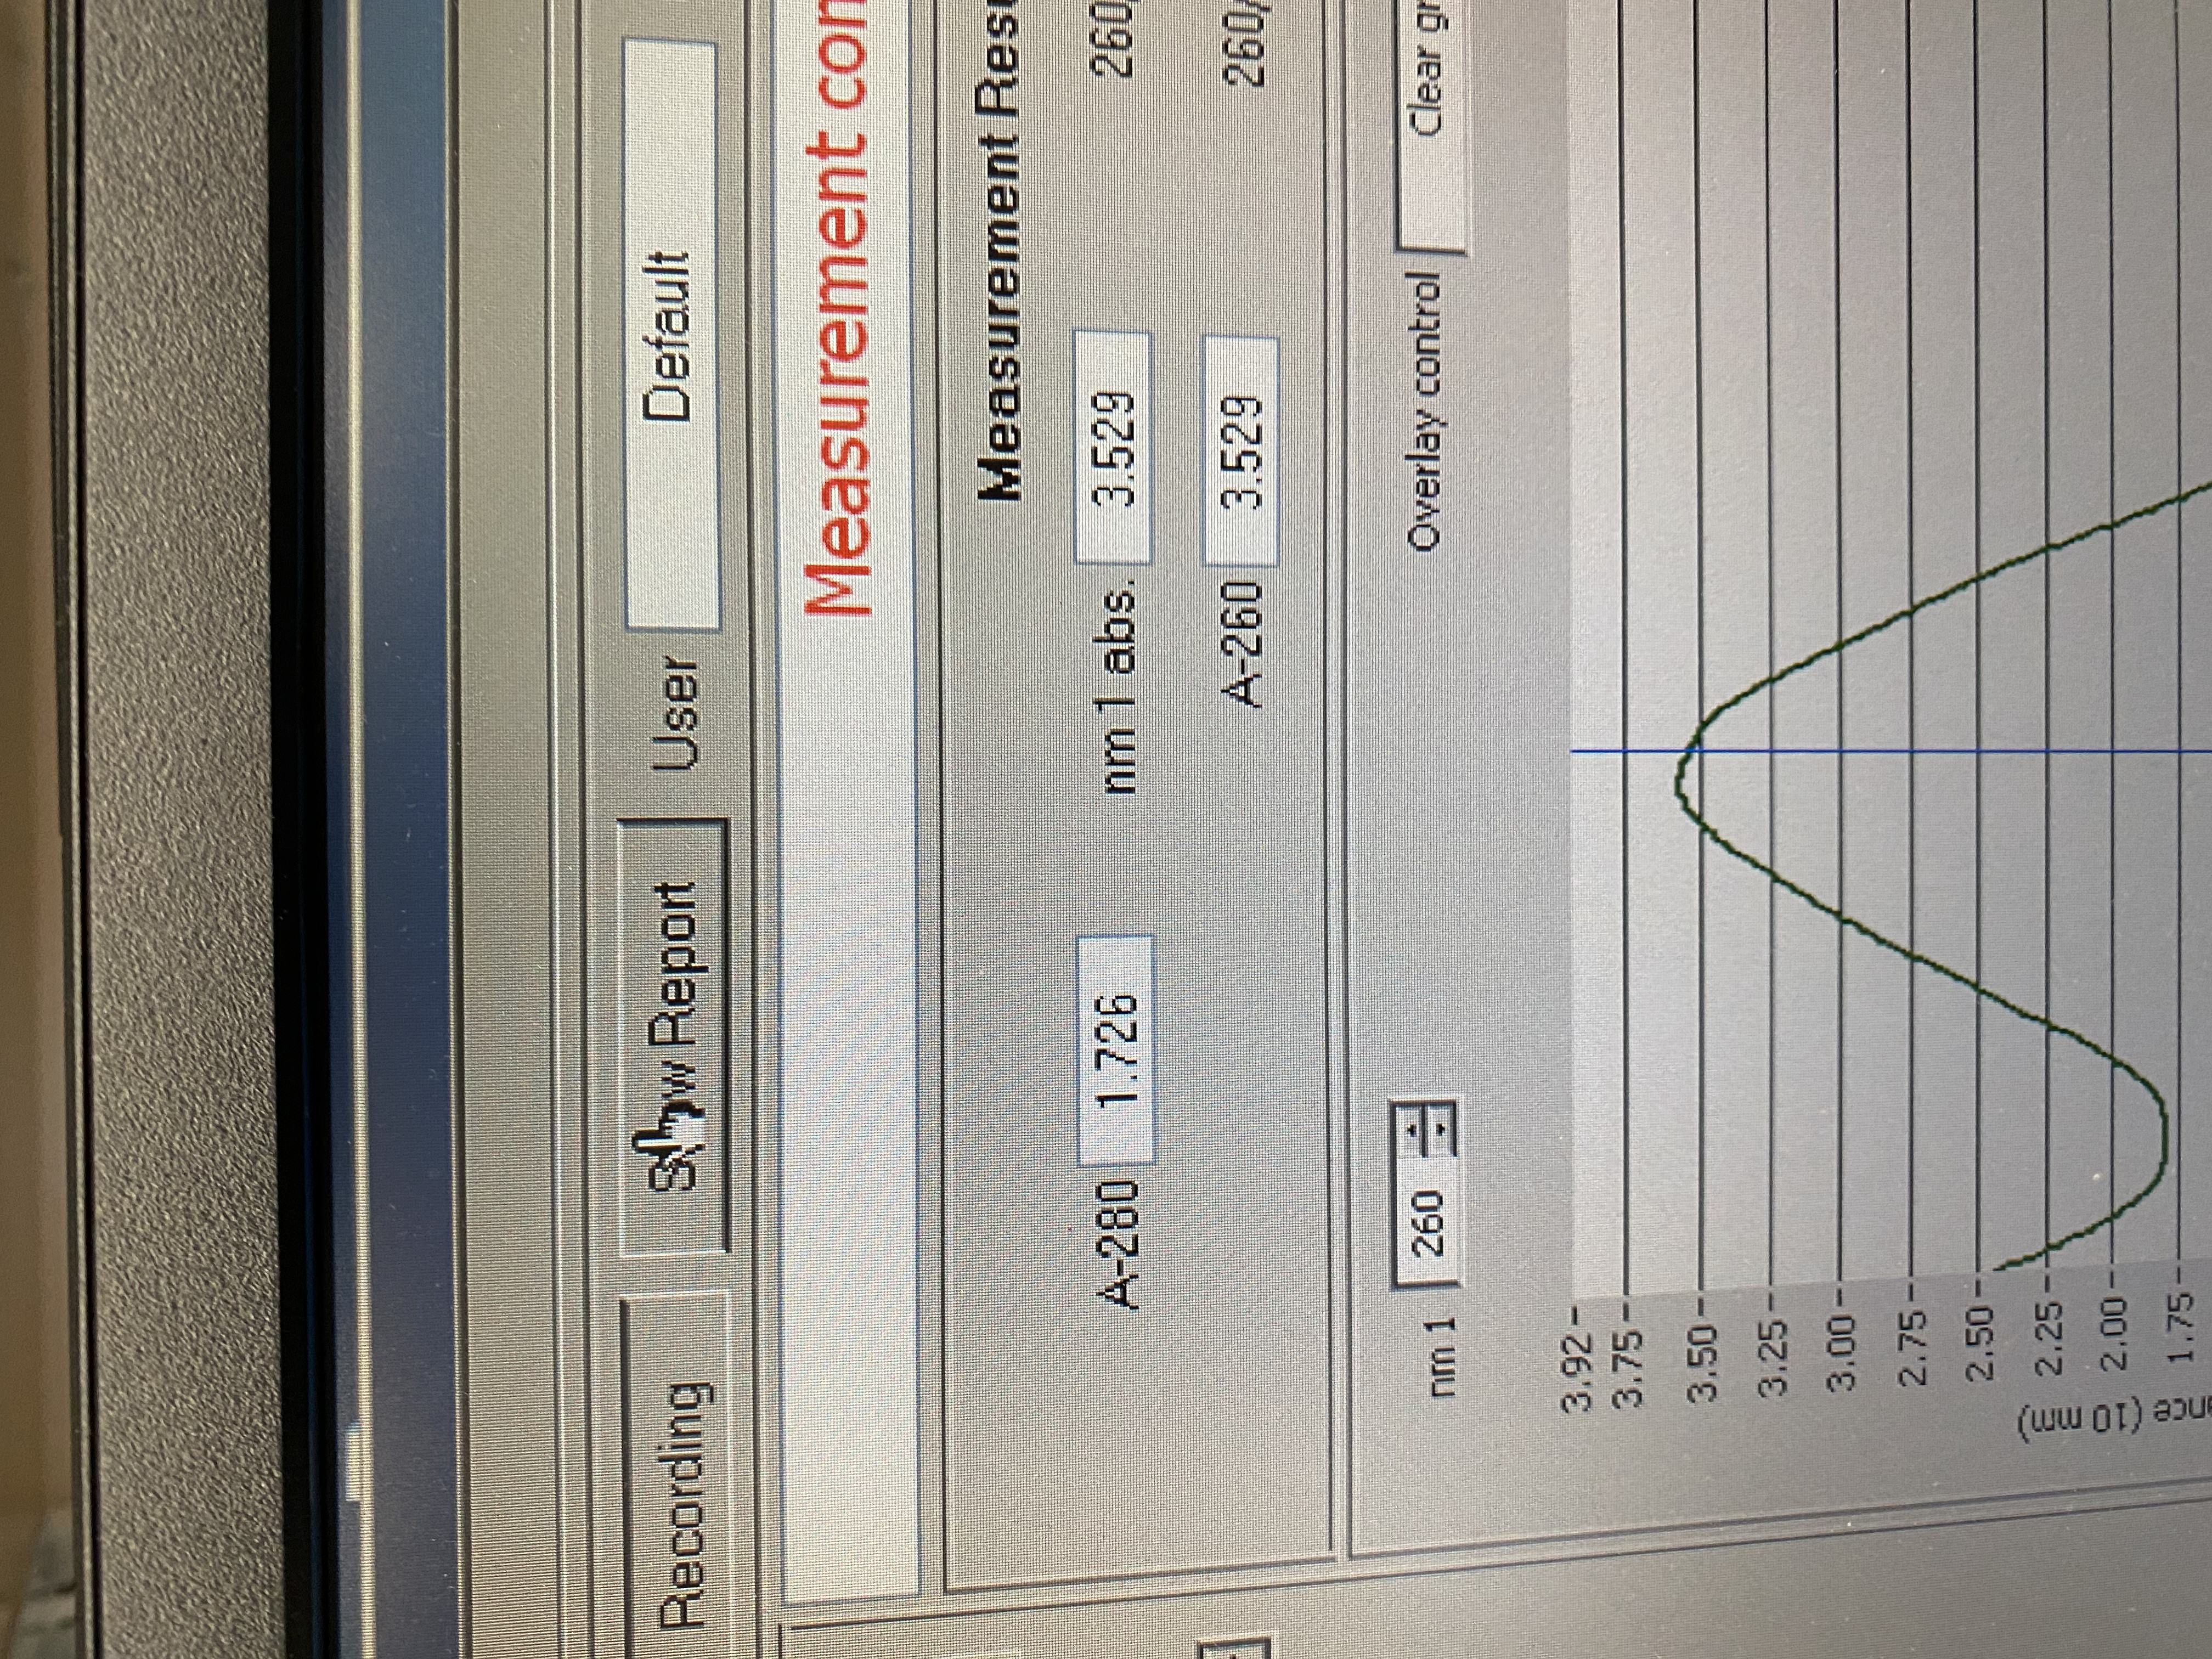 Recording Show Report User Default
Measurement con
Measurement Resu
A-280 1.726 nm 1 abs. 3.529 260/
A-260 3.529 260/
nm 1 260 Overlay control Clear gr
3.92
3.75
3.50
3.25
3.00
2.75
2.50
2.25
2.00
1.75
nce (10 mm)